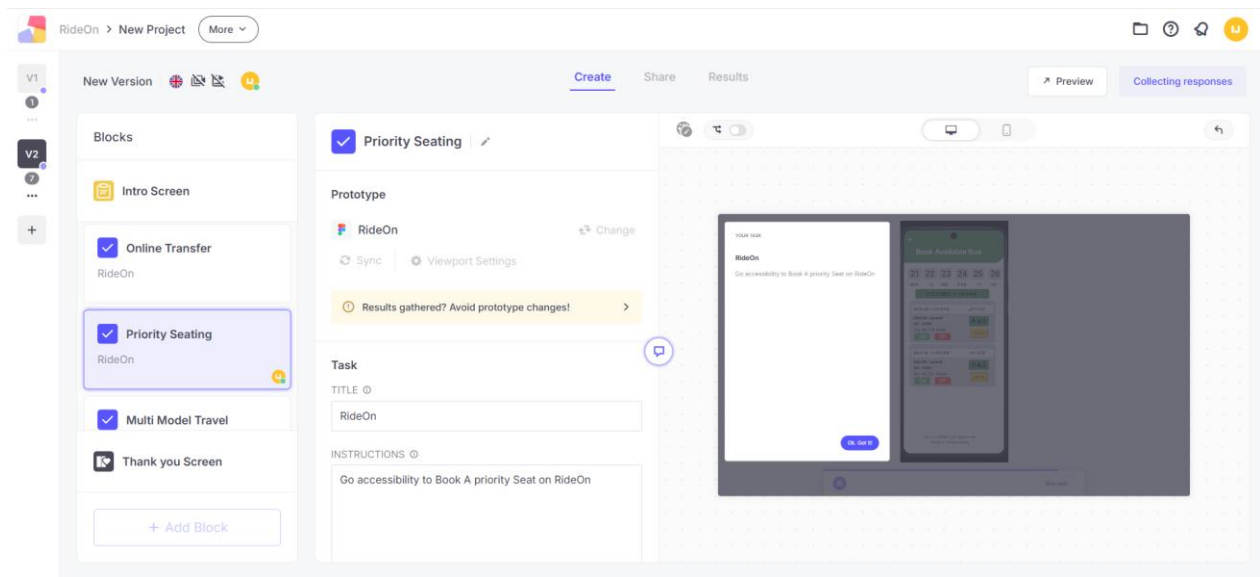 RideOn > New Project More
V1
1
V2
7
+
New Version
IJ
Create Share Results
Preview
Collecting responses
Blocks
Intro Screen
Online Transfer
RideOn
Priority Seating
RideOn
Multi Model Travel
Thank you Screen
+ Add Block
Priority Seating
Prototype
RideOn
Change
Sync
Viewport Settings
Results gathered? Avoid prototype changes!
Task
TITLE
RideOn
INSTRUCTIONS
Go accessibility to Book A priority Seat on RideOn
YOUR TASK
RideOn
Go accessibility to Book A priority Seat on RideOn
Ok, Got it!
Book Available Bus
21 22 23 24 25 26